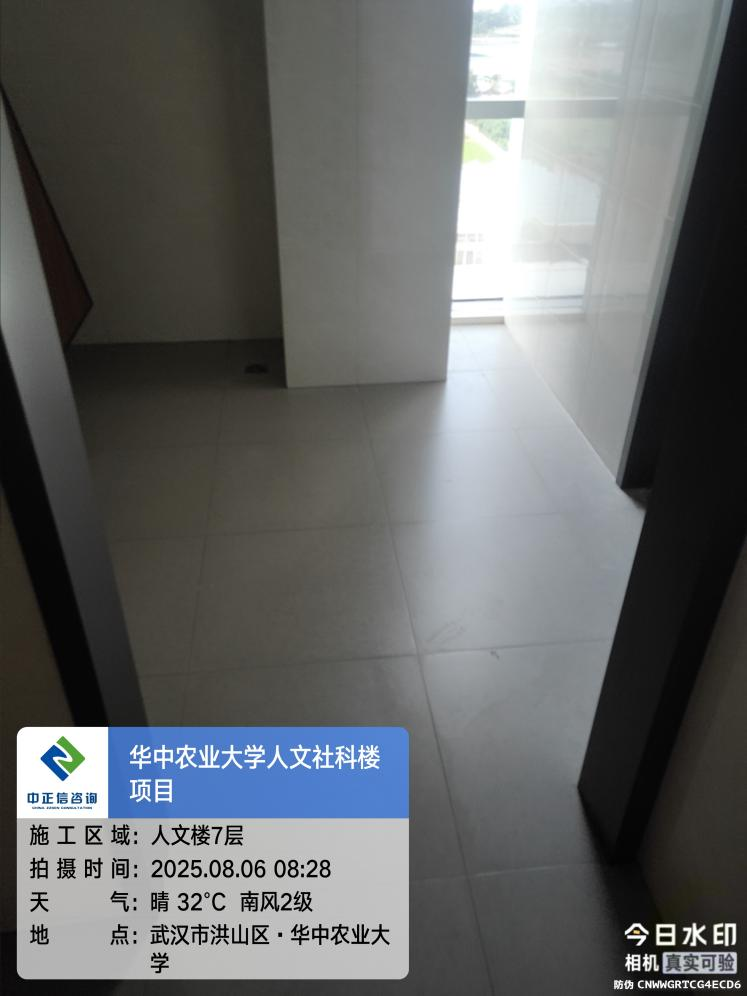 华中农业大学人文社科楼
项目
中正信咨询
施工区域：人文楼7层
拍摄时间：2025.08.06 08:28
天气：晴 32℃ 南风2级
地点：武汉市洪山区·华中农业大
学
今日水印
相机 真实可验
防伪 CNWWGRTCG4ECD6